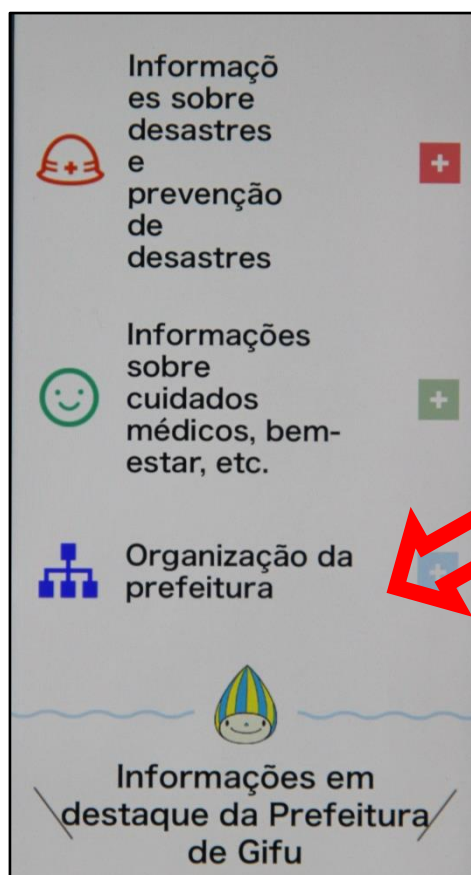 Informaçõ
es sobre
desastres
e
prevenção
de
desastres
Informações
sobre
cuidados
médicos, bem-
estar, etc.
Organização da
prefeitura
Informações em
destaque da Prefeitura
de Gifu